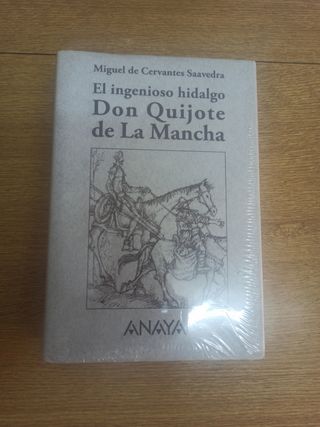 Miguel de Cervantes Saavedra
El ingenioso hidalgo
Don Quijote
de La Mancha
ANAYA